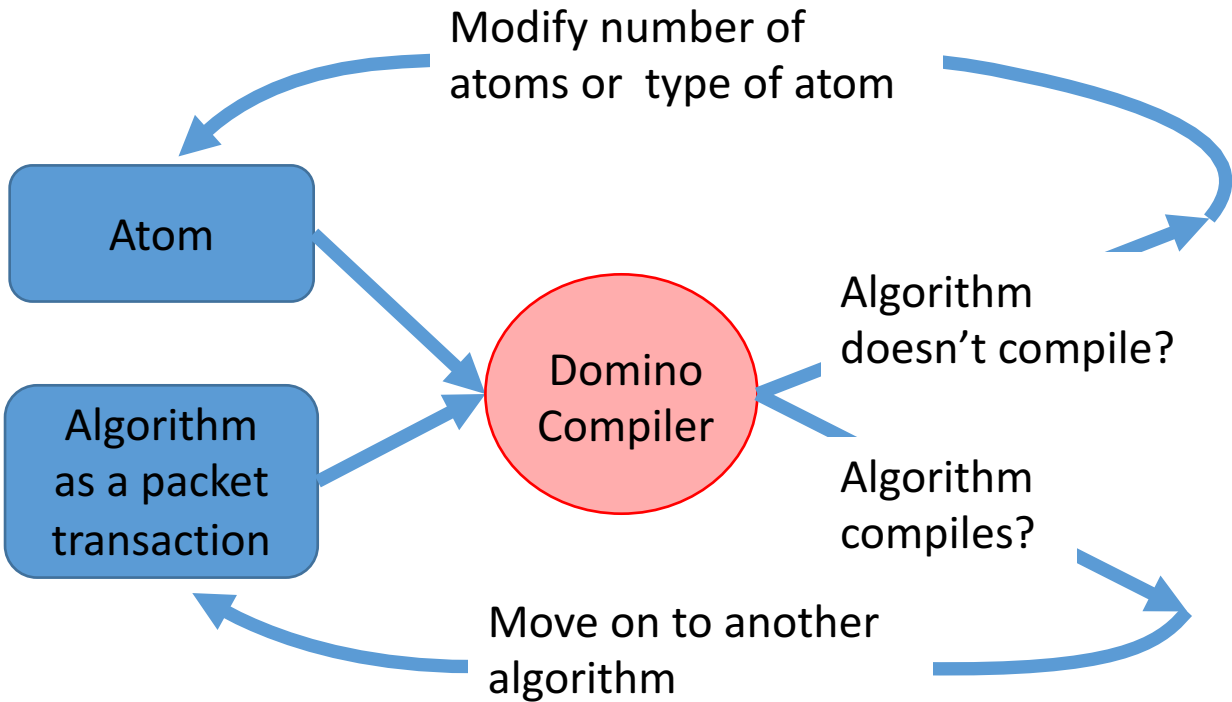 Modify number of
atoms or  type of atom
Atom
Algorithm
doesn’t compile?
Domino
Compiler
Algorithm
as a packet
transaction
Algorithm
compiles?
Move on to another
algorithm